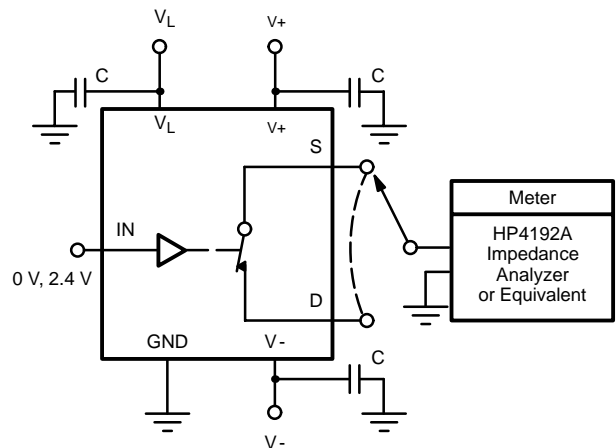 VL
V+
C
C
VL
V+
S
Meter
IN
HP4192A
Impedance
Analyzer
or Equivalent
0 V, 2.4 V
D
GND
V -
C
V -